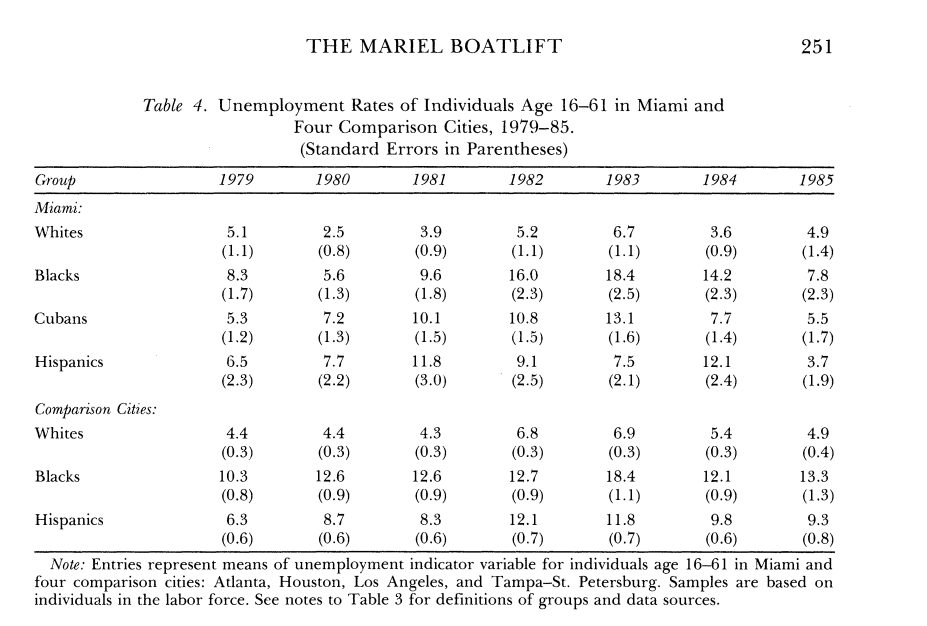 THE MARIEL BOATLIFT 251
Table 4. Unemployment Rates of Individuals Age 16–61 in Miami and
Four Comparison Cities, 1979–85.
(Standard Errors in Parentheses)
Group 1979 1980 1981 1982 1983 1984 1985
Miami:
Whites 5.1 2.5 3.9 5.2 6.7 3.6 4.9
(1.1) (0.8) (0.9) (1.1) (1.1) (0.9) (1.4)
Blacks 8.3 5.6 9.6 16.0 18.4 14.2 7.8
(1.7) (1.3) (1.8) (2.3) (2.5) (2.3) (2.3)
Cubans 5.3 7.2 10.1 10.8 13.1 7.7 5.5
(1.2) (1.3) (1.5) (1.5) (1.6) (1.4) (1.7)
Hispanics 6.5 7.7 11.8 9.1 7.5 12.1 3.7
(2.3) (2.2) (3.0) (2.5) (2.1) (2.4) (1.9)
Comparison Cities:
Whites 4.4 4.4 4.3 6.8 6.9 5.4 4.9
(0.3) (0.3) (0.3) (0.3) (0.3) (0.3) (0.4)
Blacks 10.3 12.6 12.6 12.7 18.4 12.1 13.3
(0.8) (0.9) (0.9) (0.9) (1.1) (0.9) (1.3)
Hispanics 6.3 8.7 8.3 12.1 11.8 9.8 9.3
(0.6) (0.6) (0.6) (0.7) (0.7) (0.6) (0.8)
Note: Entries represent means of unemployment indicator variable for individuals age 16–61 in Miami and
four comparison cities: Atlanta, Houston, Los Angeles, and Tampa–St. Petersburg. Samples are based on
individuals in the labor force. See notes to Table 3 for definitions of groups and data sources.